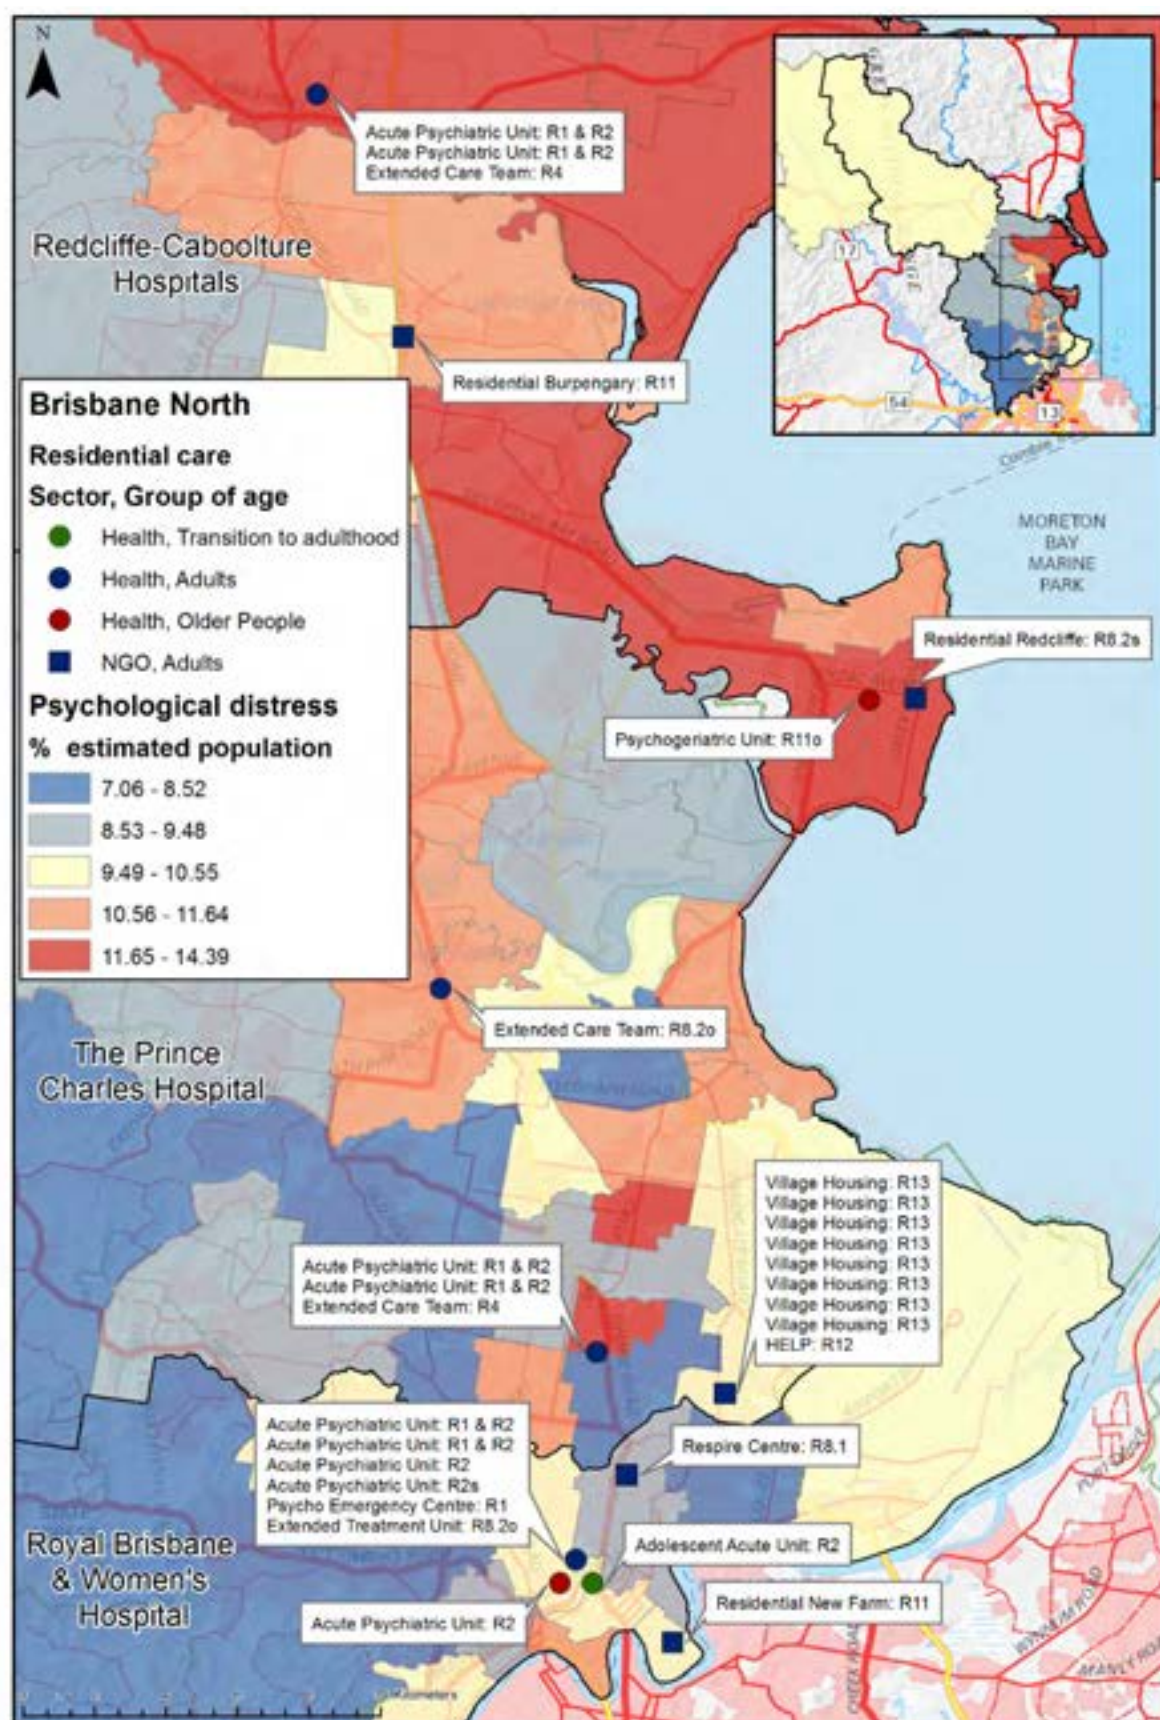 N
Acute Psychiatric Unit: R1 & R2
Acute Psychiatric Unit: R1 & R2
Extended Care Team: R4
Redcliffe-Caboolture
Hospitals
17
54
13
Residential Burpengary: R11
Brisbane North
Residential care
Sector, Group of age
Health, Transition to adulthood
Health, Adults
Health, Older People
NGO, Adults
Psychological distress
% estimated population
7.06 - 8.52
8.53 - 9.48
9.49 - 10.55
10.56 - 11.64
11.65 - 14.39
MORETON
BAY
MARINE
PARK
Residential Redcliffe: R8.2s
Psychogeriatric Unit: R11o
Extended Care Team: R8.2o
The Prince
Charles Hospital
Village Housing: R13
Village Housing: R13
Village Housing: R13
Village Housing: R13
Village Housing: R13
Village Housing: R13
Village Housing: R13
Village Housing: R13
HELP: R12
Acute Psychiatric Unit: R1 & R2
Acute Psychiatric Unit: R1 & R2
Extended Care Team: R4
Acute Psychiatric Unit: R1 & R2
Acute Psychiatric Unit: R1 & R2
Acute Psychiatric Unit: R2
Acute Psychiatric Unit: R2s
Psycho Emergency Centre: R1
Extended Treatment Unit: R8.2o
Respire Centre: R8.1
Royal Brisbane
& Women's
Hospital
Adolescent Acute Unit: R2
Residential New Farm: R11
Acute Psychiatric Unit: R2
WYNNUM ROAD
MANLY ROAD
Kilometers